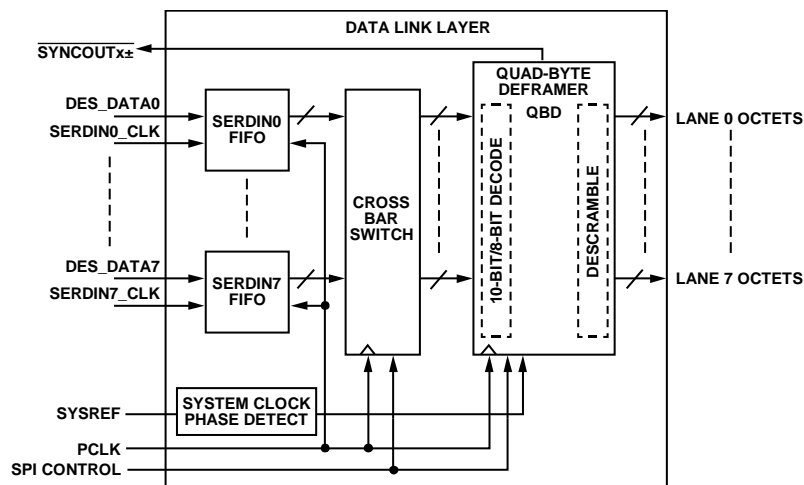 DATA LINK LAYER
SYNCOUTx±
QUAD-BYTE
DEFRAMER
QBD
DES_DATA0
SERDIN0_CLK
SERDIN0
FIFO
LANE 0 OCTETS
CROSS
BAR
SWITCH
10-BIT/8-BIT DECODE
DESCRAMBLE
DES_DATA7
SERDIN7_CLK
SERDIN7
FIFO
LANE 7 OCTETS
SYSREF
SYSTEM CLOCK
PHASE DETECT
PCLK
SPI CONTROL